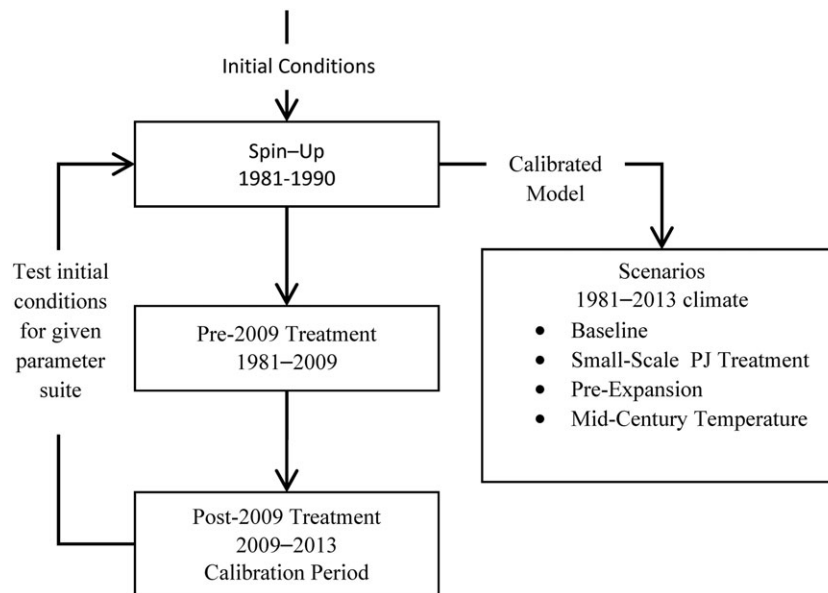 Initial Conditions
Spin–Up
1981-1990
Calibrated
Model
Test initial
conditions
for given
parameter
suite
Pre-2009 Treatment
1981–2009
Scenarios
1981–2013 climate
• Baseline
• Small-Scale PJ Treatment
• Pre-Expansion
• Mid-Century Temperature
Post-2009 Treatment
2009–2013
Calibration Period